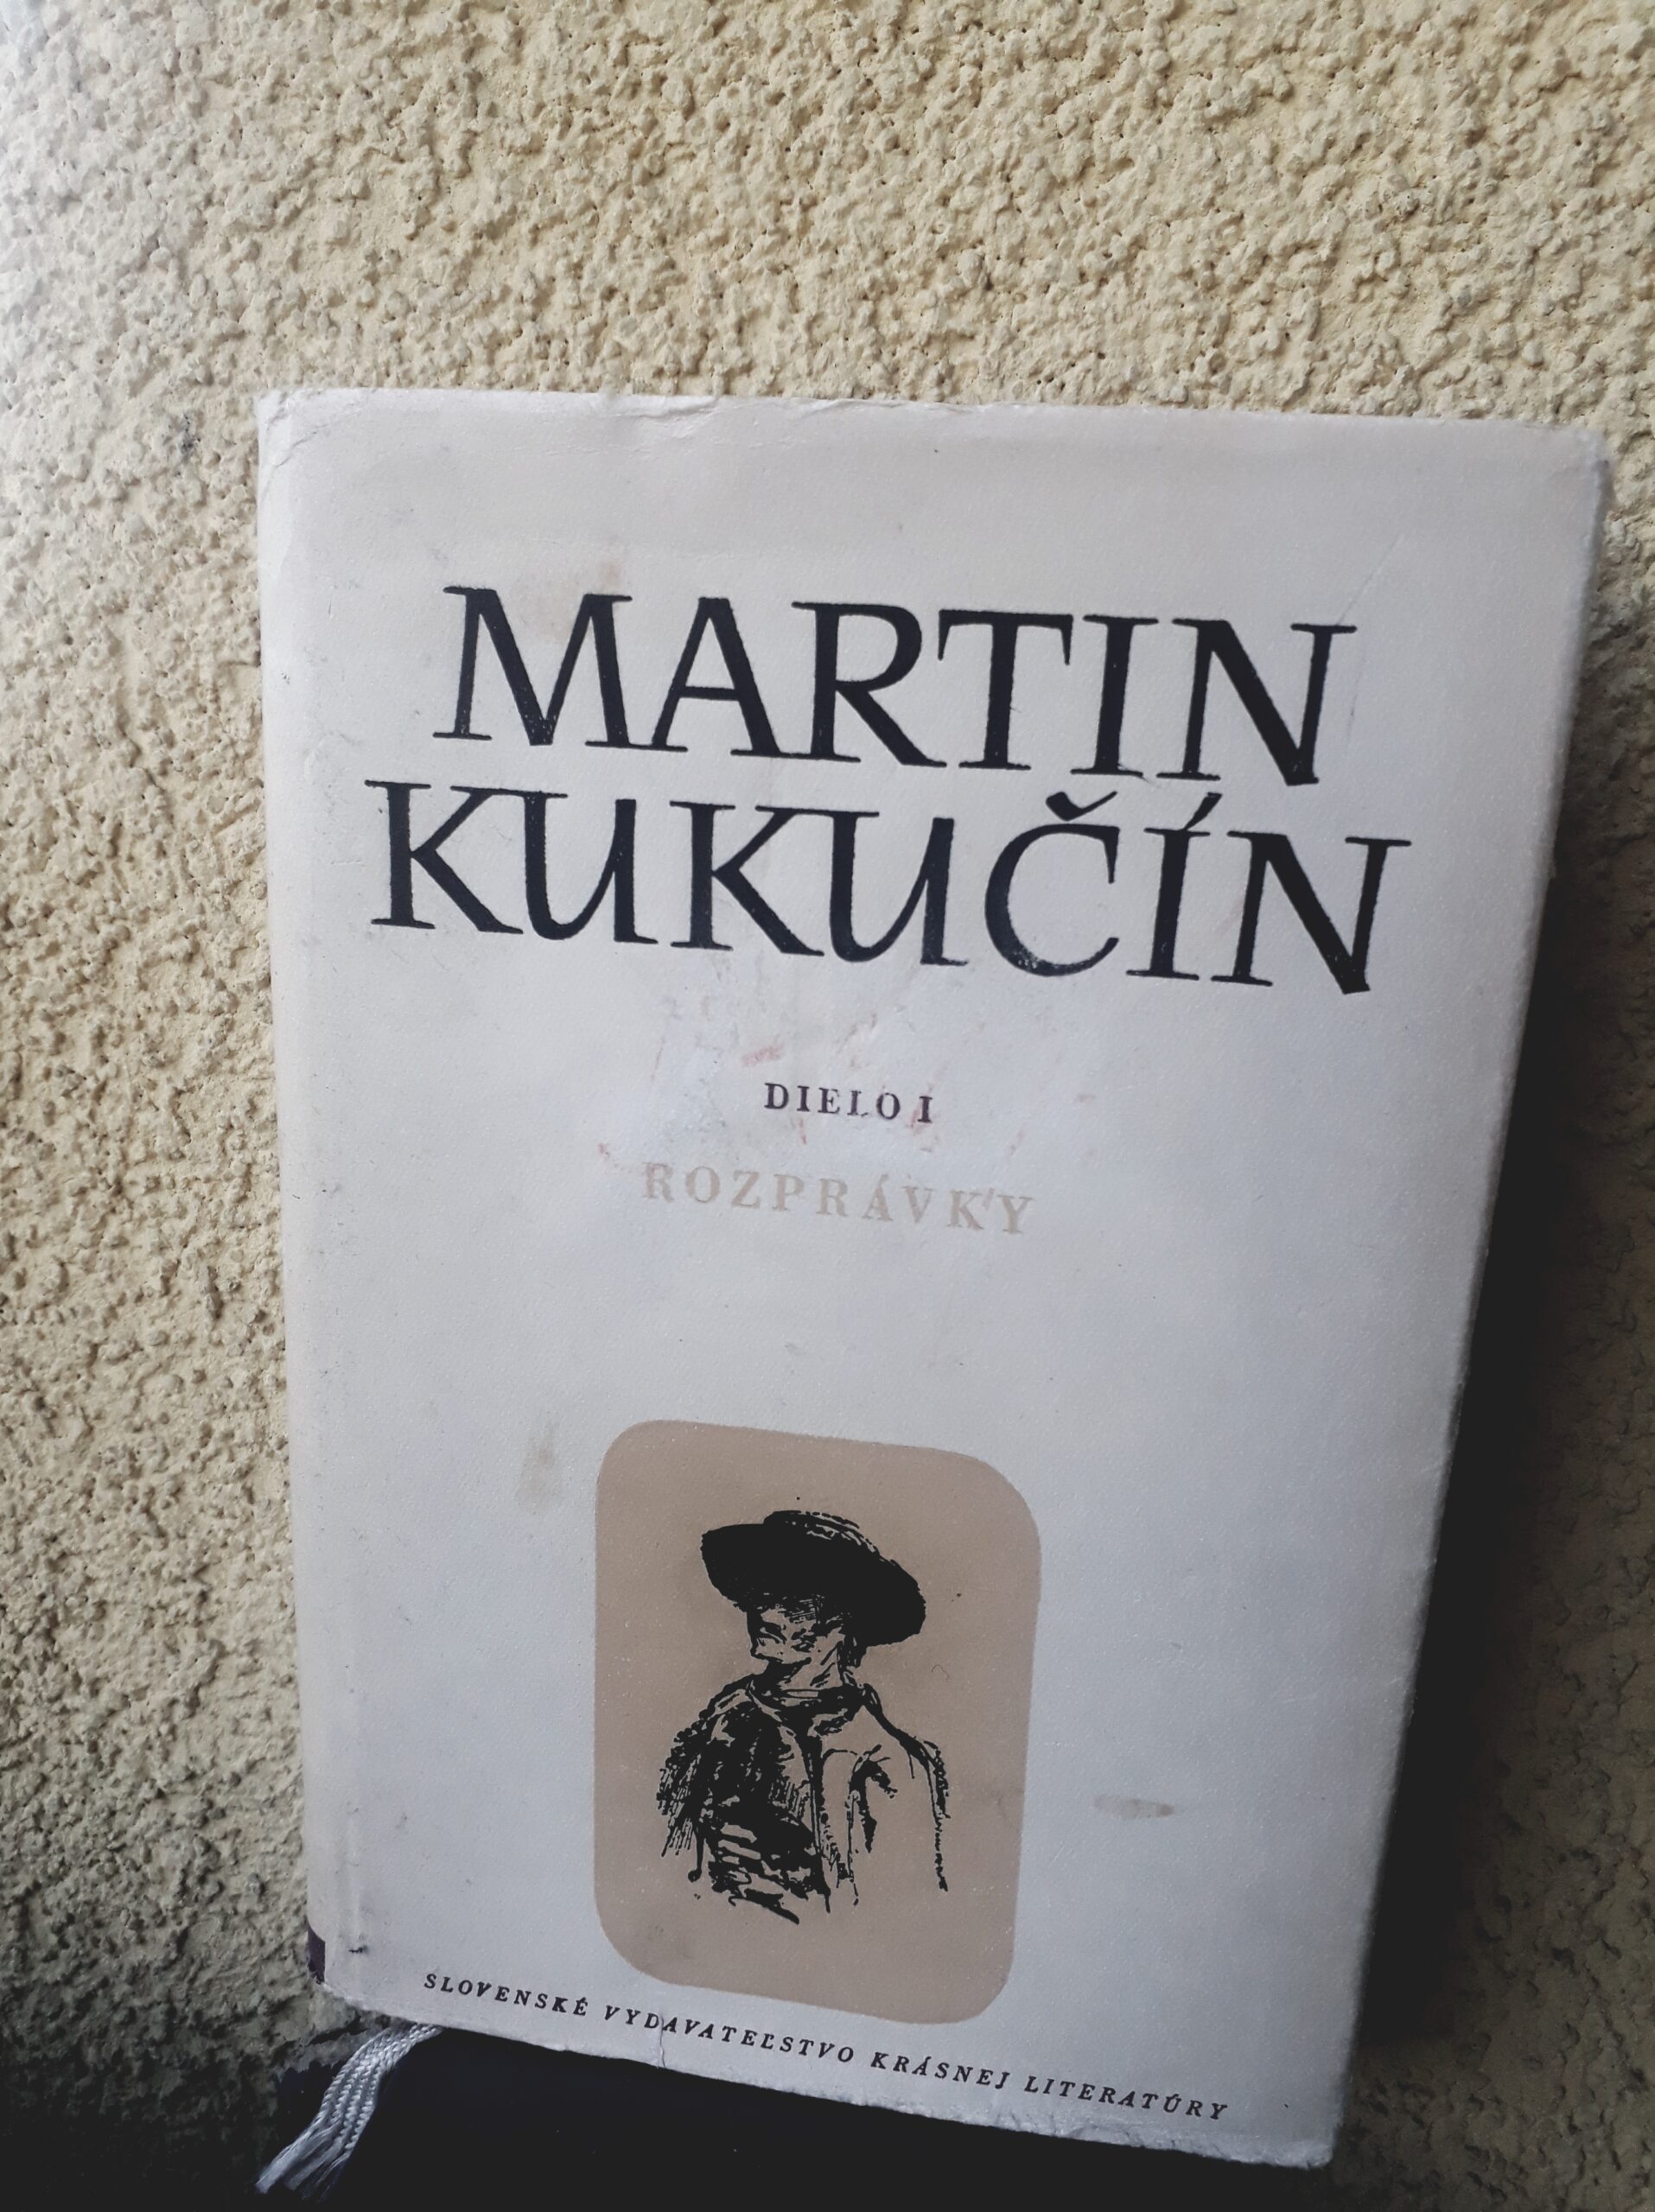 MARTIN
KUKUČÍN
DIELO I
ROZPRÁVKY
SLOVENSKÉ VYDAVATEĽSTVO KRÁSNEJ LITERATÚRY